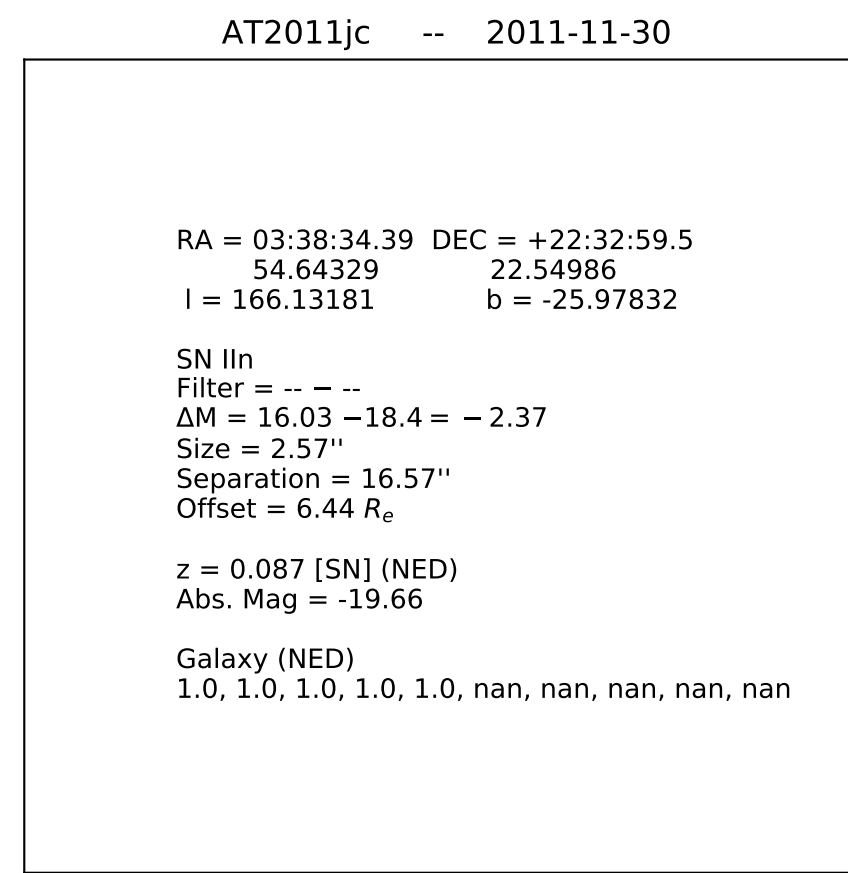 AT2011jc -- 2011-11-30
RA = 03:38:34.39 DEC = +22:32:59.5
54.64329 22.54986
l = 166.13181 b = -25.97832
SN IIn
Filter = -- − --
ΔM = 16.03 −18.4 = −2.37
Size = 2.57''
Separation = 16.57''
Offset = 6.44 Rₑ
z = 0.087 [SN] (NED)
Abs. Mag = -19.66
Galaxy (NED)
1.0, 1.0, 1.0, 1.0, 1.0, nan, nan, nan, nan, nan